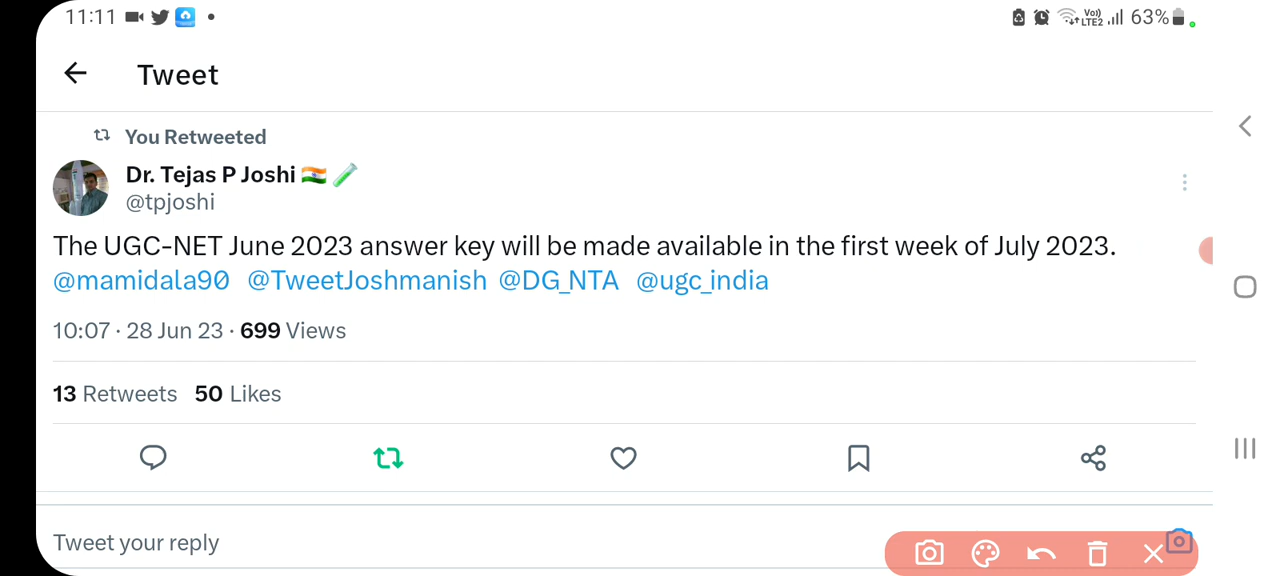 11:11 63%
Vo)) LTE2
Tweet
You Retweeted
Dr. Tejas P Joshi
@tpjoshi
The UGC-NET June 2023 answer key will be made available in the first week of July 2023.
@mamidala90 @TweetJoshmanish @DG_NTA @ugc_india
10:07 · 28 Jun 23 · 699 Views
13 Retweets 50 Likes
Tweet your reply